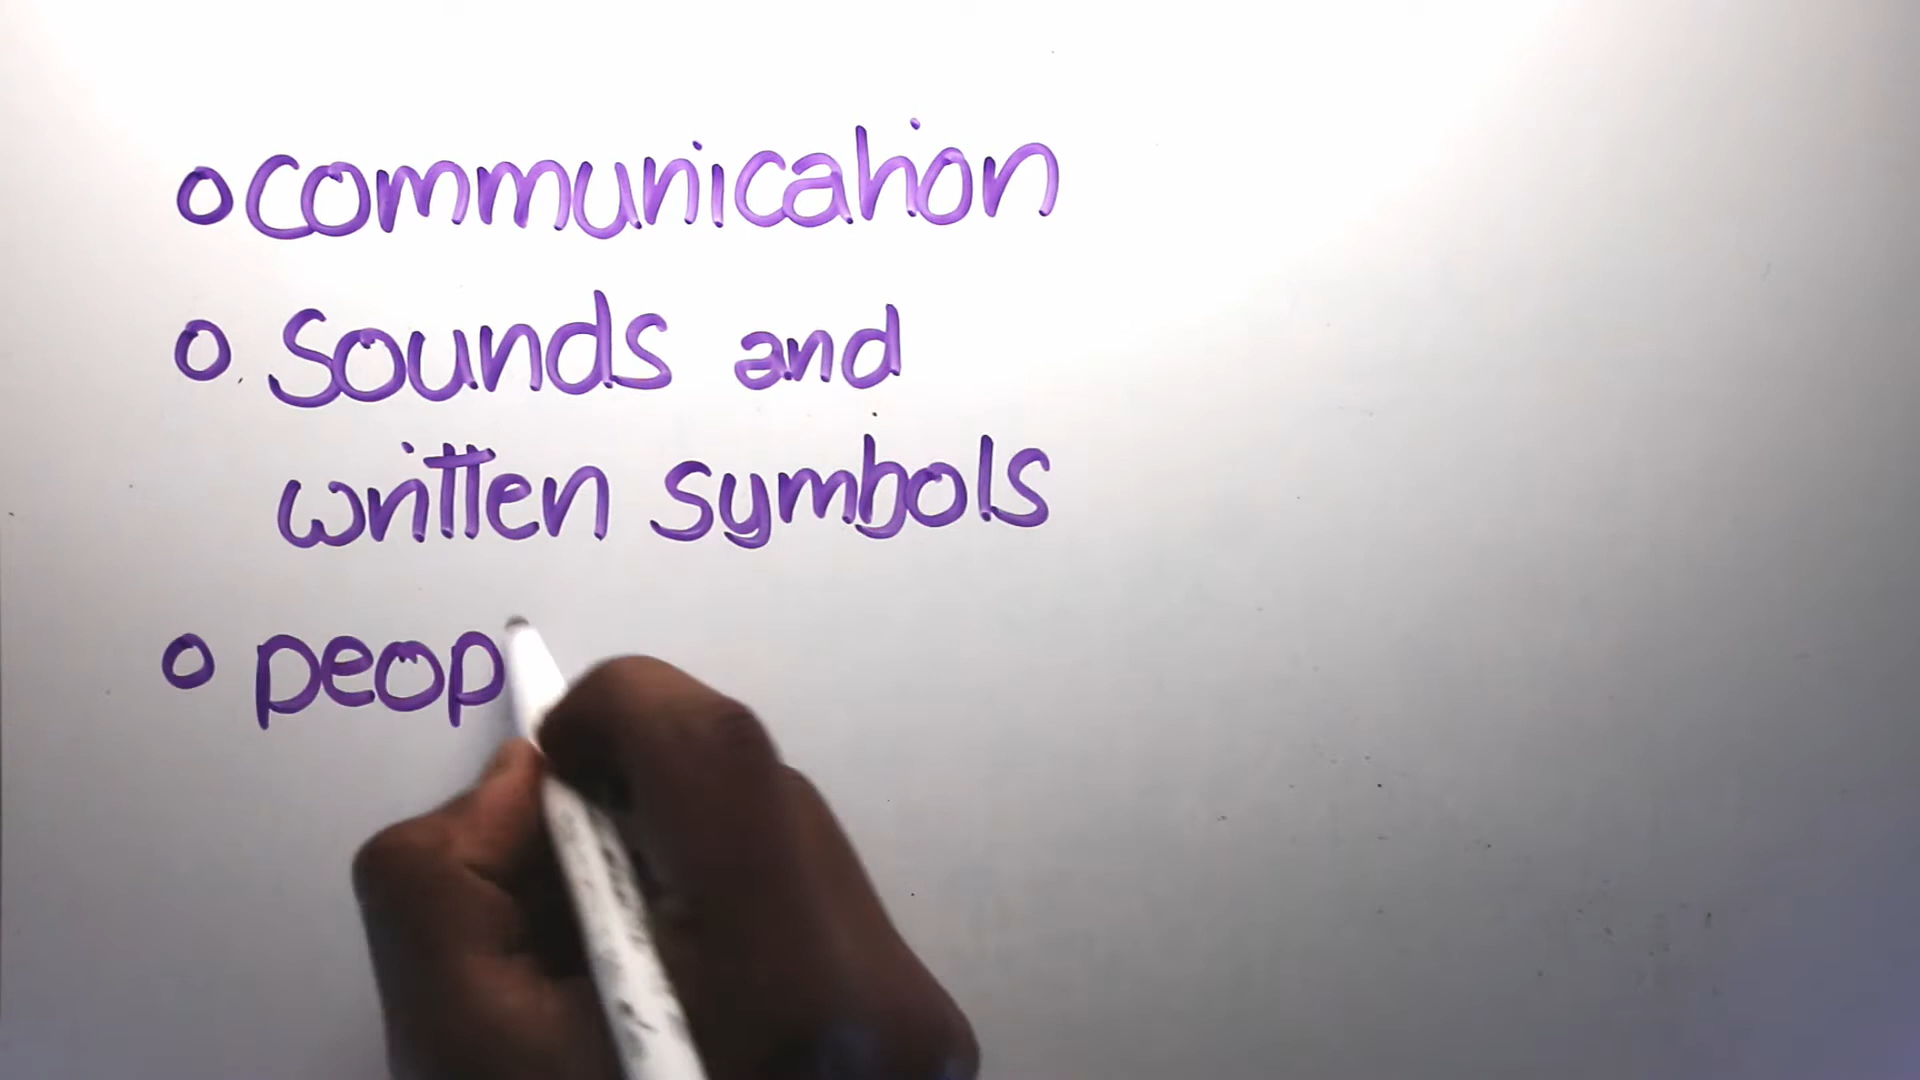 communication
sounds and
written symbols
peop